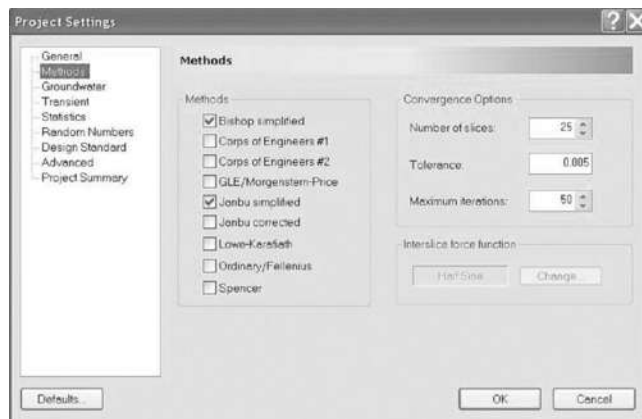 Project Settings
General
Methods
Groundwater
Transient
Statistics
Random Numbers
Design Standard
Advanced
Project Summary
Defaults...
Methods
Methods
Bishop simplified
Corps of Engineers #1
Corps of Engineers #2
GLE/Morgenstern-Price
Janbu simplified
Janbu corrected
Lowe-Karafiath
Ordinary/Fellenius
Spencer
Convergence Options
Number of slices: 25
Tolerance: 0.005
Maximum iterations: 50
Interslice force function
Half Sine
Change...
OK
Cancel